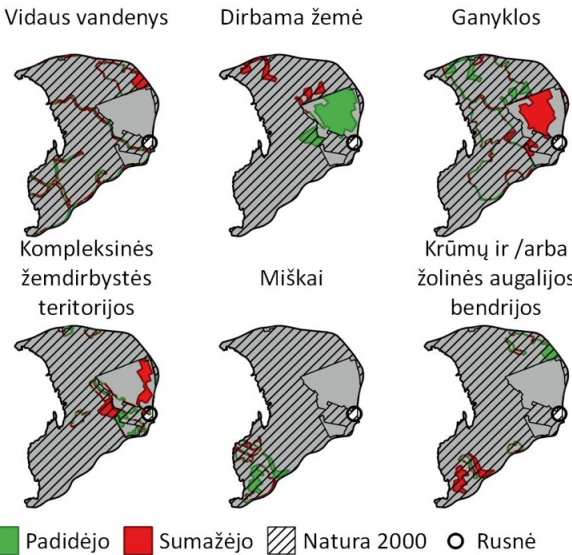 Vidaus vandenys
Dirbama žemė
Ganyklos
Kompleksinės
žemdirbystės
teritorijos
Miškai
Krūmų ir /arba
žolinės augalijos
bendrijos
Padidėjo
Sumažėjo
Natura 2000
Rusnė